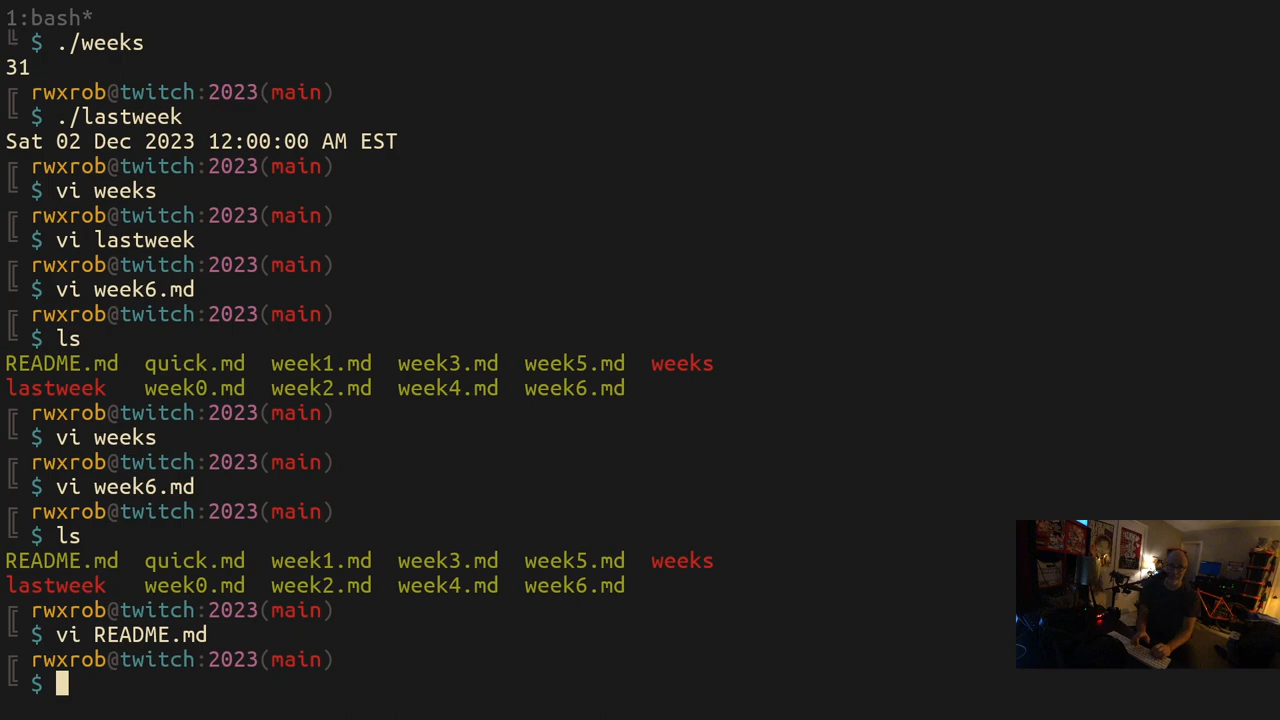 1:bash*
╚ $ ./weeks
31
╔ rwxrob@twitch:2023(main)
╚ $ ./lastweek
Sat 02 Dec 2023 12:00:00 AM EST
╔ rwxrob@twitch:2023(main)
╚ $ vi weeks
╔ rwxrob@twitch:2023(main)
╚ $ vi lastweek
╔ rwxrob@twitch:2023(main)
╚ $ vi week6.md
╔ rwxrob@twitch:2023(main)
╚ $ ls
README.md  quick.md  week1.md  week3.md  week5.md  weeks
lastweek   week0.md  week2.md  week4.md  week6.md
╔ rwxrob@twitch:2023(main)
╚ $ vi weeks
╔ rwxrob@twitch:2023(main)
╚ $ vi week6.md
╔ rwxrob@twitch:2023(main)
╚ $ ls
README.md  quick.md  week1.md  week3.md  week5.md  weeks
lastweek   week0.md  week2.md  week4.md  week6.md
╔ rwxrob@twitch:2023(main)
╚ $ vi README.md
╔ rwxrob@twitch:2023(main)
╚ $